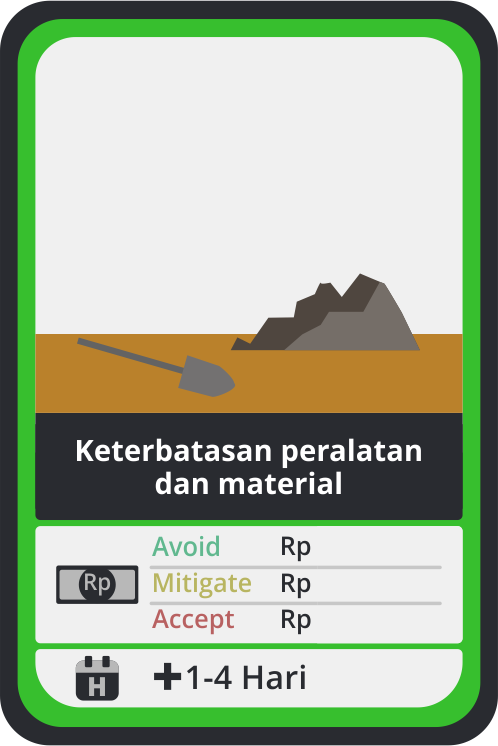 Keterbatasan peralatan
dan material
Avoid Rp
Rp Mitigate Rp
Accept Rp
H +1-4 Hari